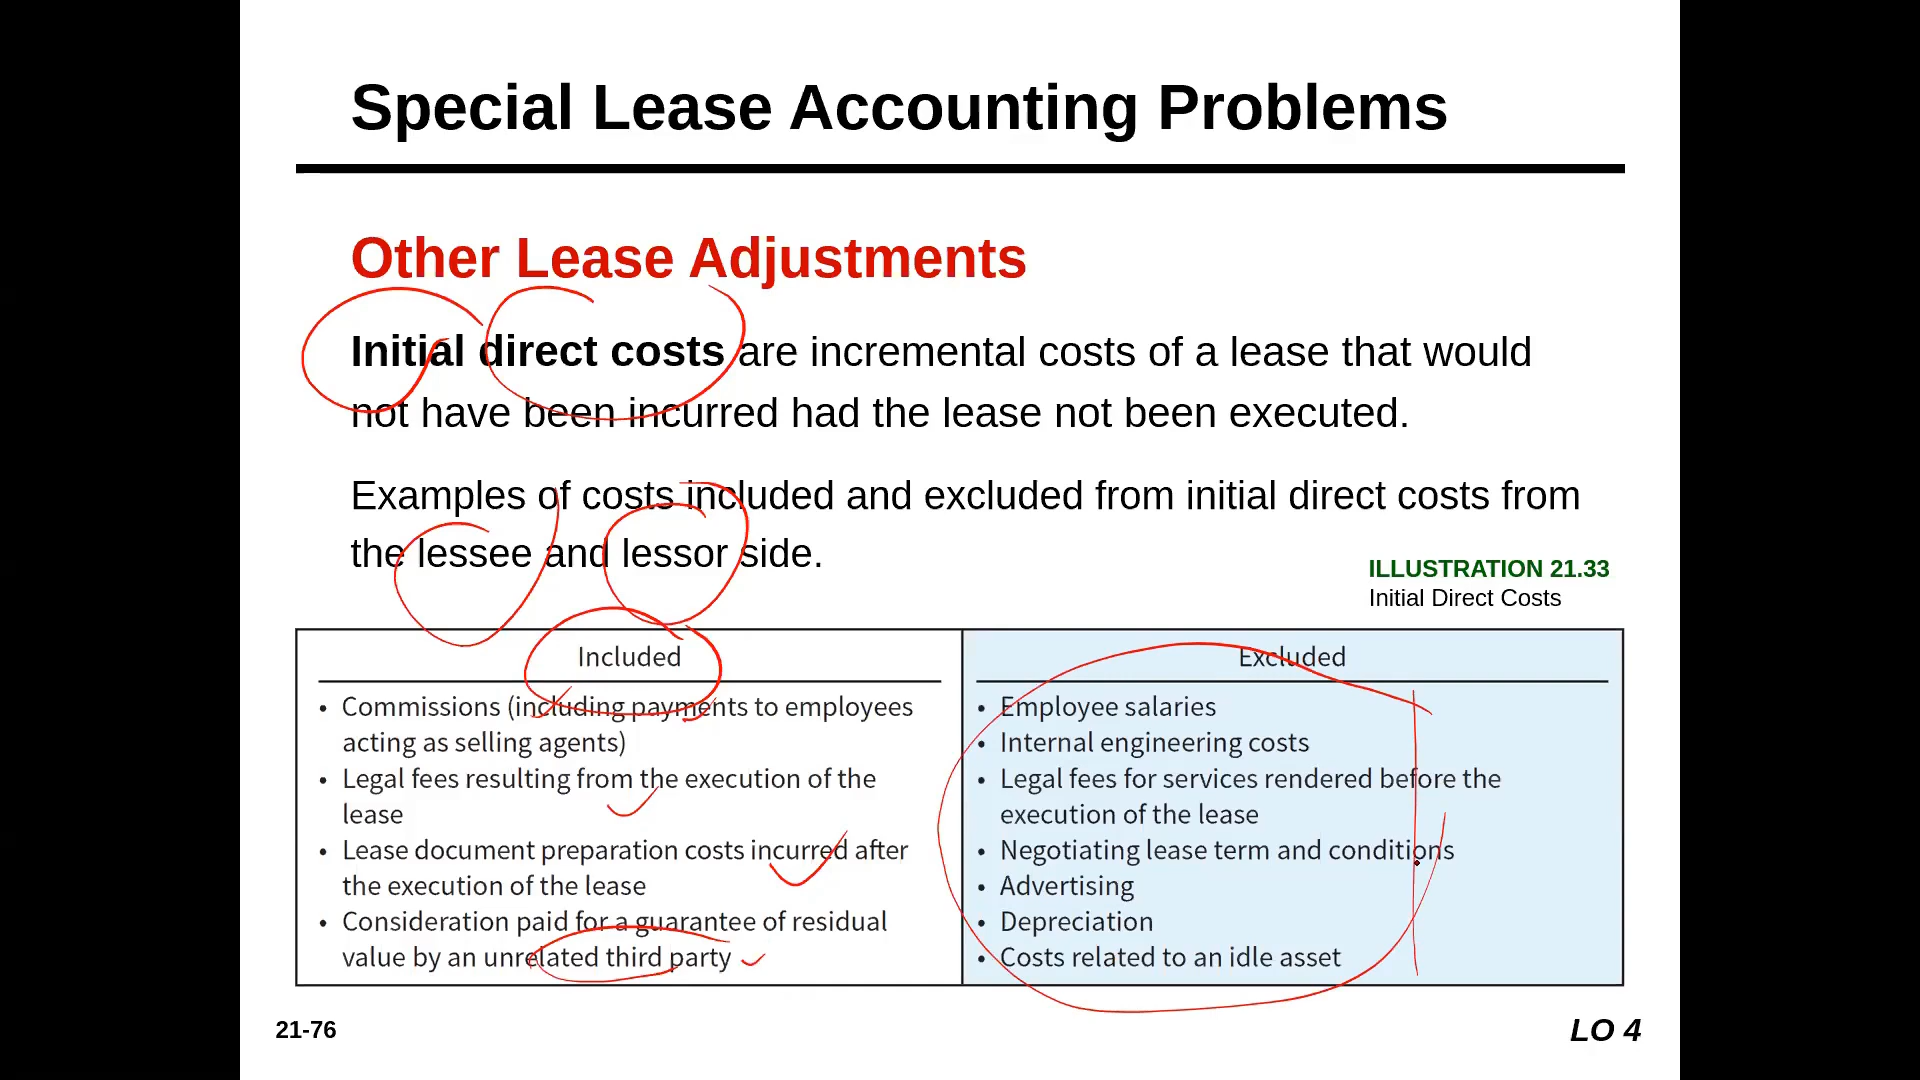 Special Lease Accounting Problems
Other Lease Adjustments
Initial direct costs are incremental costs of a lease that would
not have been incurred had the lease not been executed.
Examples of costs included and excluded from initial direct costs from
the lessee and lessor side.
ILLUSTRATION 21.33
Initial Direct Costs
Included
• Commissions (including payments to employees
acting as selling agents)
• Legal fees resulting from the execution of the
lease
• Lease document preparation costs incurred after
the execution of the lease
• Consideration paid for a guarantee of residual
value by an unrelated third party
Excluded
• Employee salaries
• Internal engineering costs
• Legal fees for services rendered before the
execution of the lease
• Negotiating lease term and conditions
• Advertising
• Depreciation
• Costs related to an idle asset
21-76
LO 4